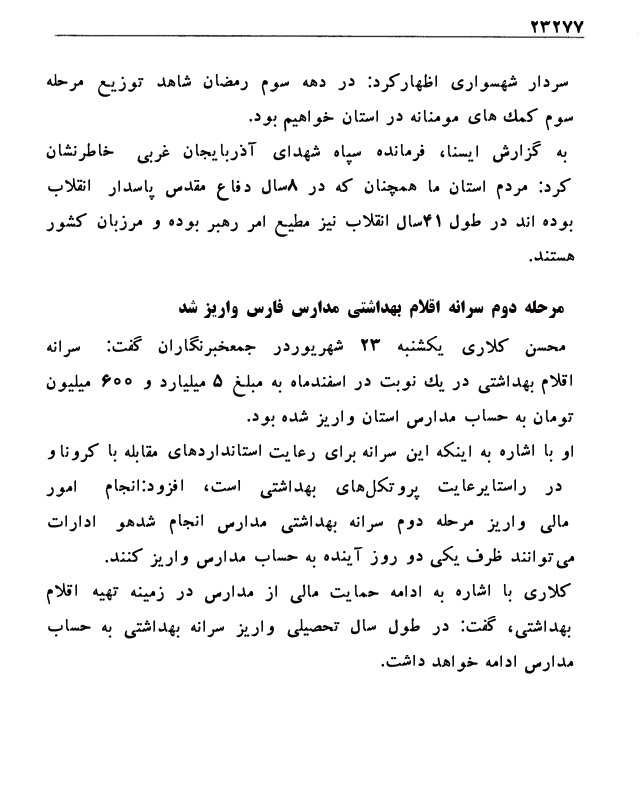 ۲۳۲۷۷
سردار شهسواری اظهارکرد: در دهه سوم رمضان شاهد توزیع مرحله
سوم کمك های مومنانه در استان خواهیم بود.
به گزارش ایسنا، فرمانده سپاه شهدای آذربایجان غربی خاطرنشان
کرد: مردم استان ما همچنان که در ۸سال دفاع مقدس پاسدار انقلاب
بوده اند در طول ۴۱سال انقلاب نیز مطیع امر رهبر بوده و مرزبان کشور
هستند.
مرحله دوم سرانه اقلام بهداشتی مدارس فارس واریز شد
محسن کلاری یکشنبه ۲۳ شهریوردر جمعخبرنگاران گفت: سرانه
اقلام بهداشتی در یك نوبت در اسفندماه به مبلغ ۵ میلیارد و ۶۰۰ میلیون
تومان به حساب مدارس استان واریز شده بود.
او با اشاره به اینکه این سرانه برای رعایت استانداردهای مقابله با کروناو
در راستایرعایت پروتکل‌های بهداشتی است، افزود:انجام امور
مالی واریز مرحله دوم سرانه بهداشتی مدارس انجام شدهو ادارات
می‌توانند ظرف یکی دو روز آینده به حساب مدارس واریز کنند.
کلاری با اشاره به ادامه حمایت مالی از مدارس در زمینه تهیه اقلام
بهداشتی، گفت: در طول سال تحصیلی واریز سرانه بهداشتی به حساب
مدارس ادامه خواهد داشت.